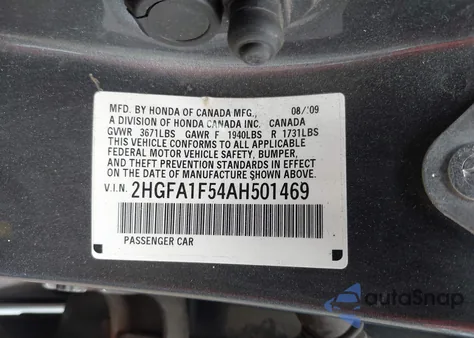 MFD. BY HONDA OF CANADA MFG., 08/'09
A DIVISION OF HONDA CANADA INC. CANADA
GVWR 3671LBS GAWR F 1940LBS R 1731LBS
THIS VEHICLE CONFORMS TO ALL APPLICABLE
FEDERAL MOTOR VEHICLE SAFETY, BUMPER,
AND THEFT PREVENTION STANDARDS IN EFFECT
ON THE DATE OF MANUFACTURE SHOWN ABOVE.
V.I.N. 2HGFA1F54AH501469
PASSENGER CAR
autoSnap